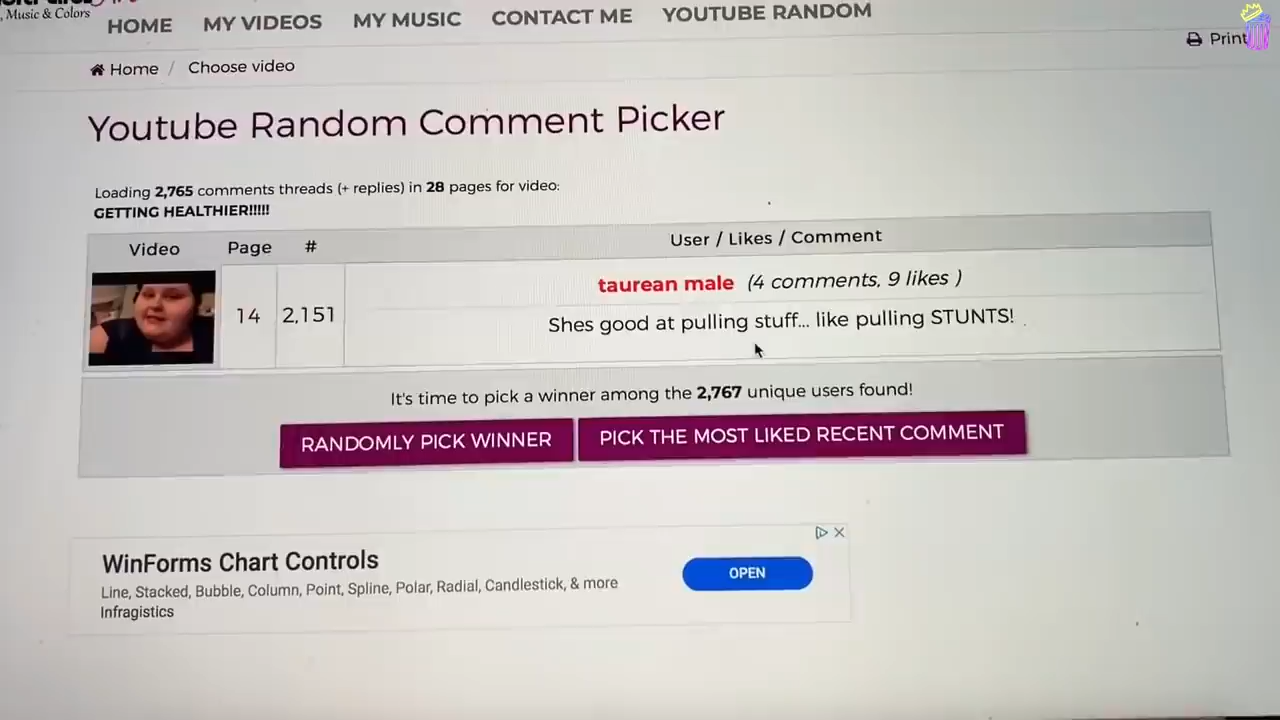 , Music & Colors
HOME MY VIDEOS MY MUSIC CONTACT ME YOUTUBE RANDOM
Print
Home / Choose video
Youtube Random Comment Picker
Loading 2,765 comments threads (+ replies) in 28 pages for video:
GETTING HEALTHIER!!!!!
Video Page # User / Likes / Comment
14 2,151 taurean male (4 comments, 9 likes )
Shes good at pulling stuff... like pulling STUNTS!
It's time to pick a winner among the 2,767 unique users found!
RANDOMLY PICK WINNER PICK THE MOST LIKED RECENT COMMENT
WinForms Chart Controls
Line, Stacked, Bubble, Column, Point, Spline, Polar, Radial, Candlestick, & more
Infragistics
OPEN